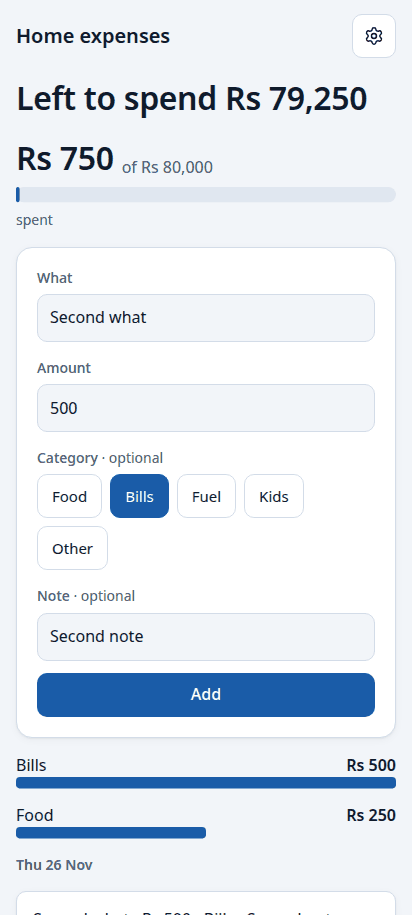 Home expenses
Left to spend Rs 79,250
Rs 750 of Rs 80,000
spent
What
Second what
Amount
500
Category · optional
Food Bills Fuel Kids
Other
Note · optional
Second note
Add
Bills Rs 500
Food Rs 250
Thu 26 Nov